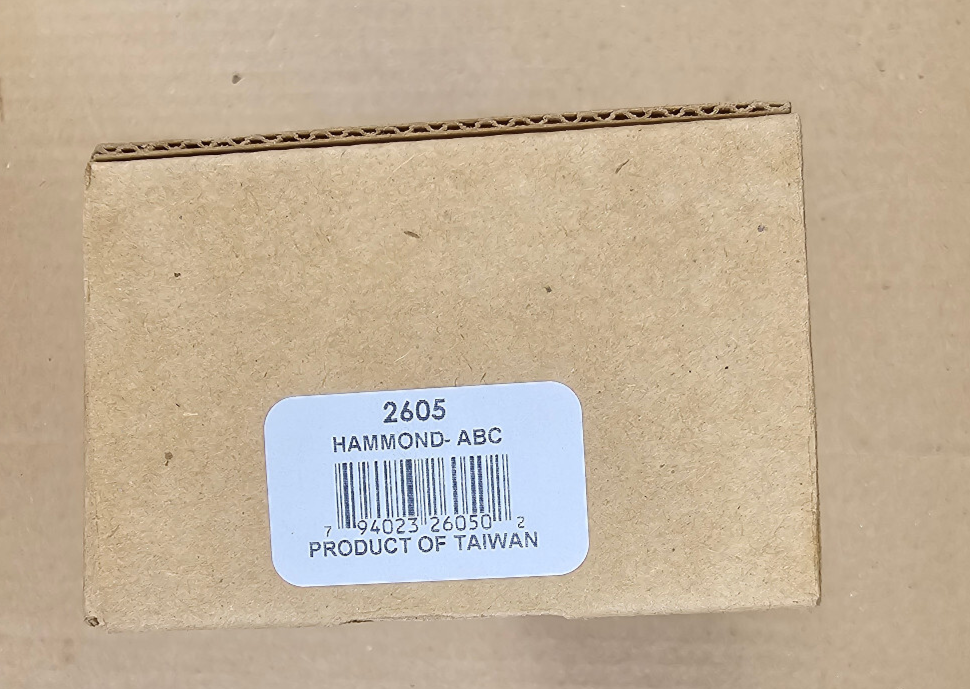 2605
HAMMOND- ABC
7 94023 26050 2
PRODUCT OF TAIWAN